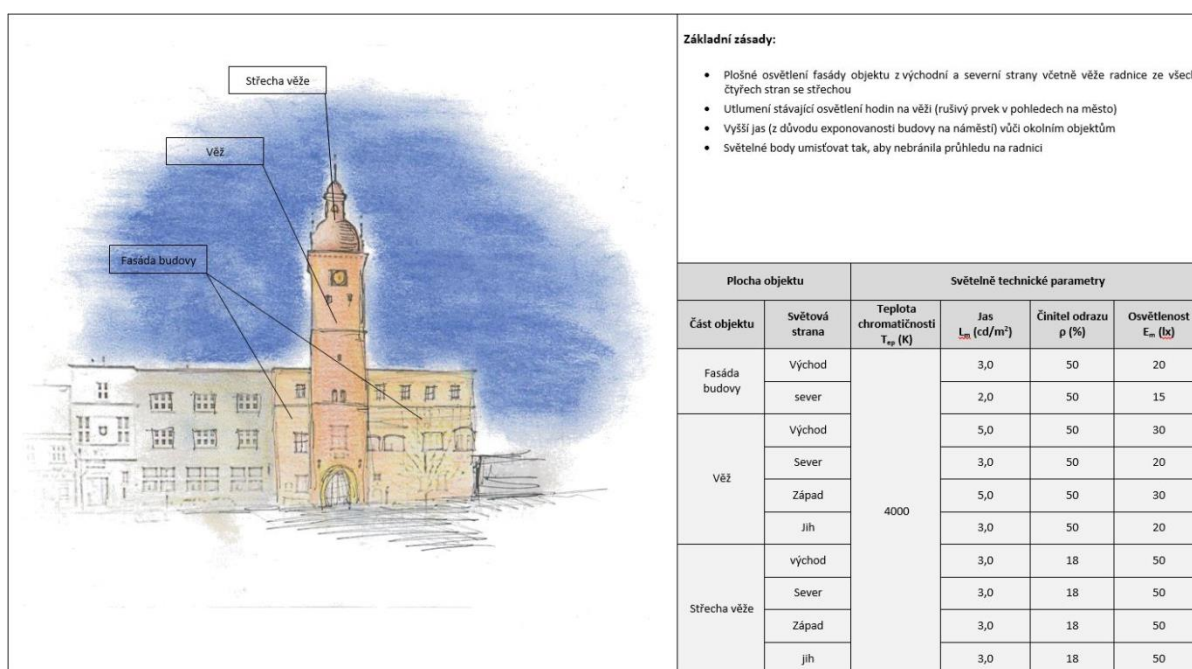 Střecha věže
Věž
Fasáda budovy
Základní zásady:
• Plošné osvětlení fasády objektu z východní a severní strany včetně věže radnice ze všech
čtyřech stran se střechou
• Utlumení stávající osvětlení hodin na věži (rušivý prvek v pohledech na město)
• Vyšší jas (z důvodu exponovanosti budovy na náměstí) vůči okolním objektům
• Světelné body umisťovat tak, aby nebránila průhledu na radnici
Plocha objektu Světelně technické parametry
Část objektu Světová strana Teplota chromatičnosti Tcp (K) Jas Lm (cd/m²) Činitel odrazu ρ (%) Osvětlenost Em (lx)
Fasáda budovy Východ 4000 3,0 50 20
sever 2,0 50 15
Věž Východ 5,0 50 30
Sever 3,0 50 20
Západ 5,0 50 30
Jih 3,0 50 20
Střecha věže východ 3,0 18 50
Sever 3,0 18 50
Západ 3,0 18 50
jih 3,0 18 50